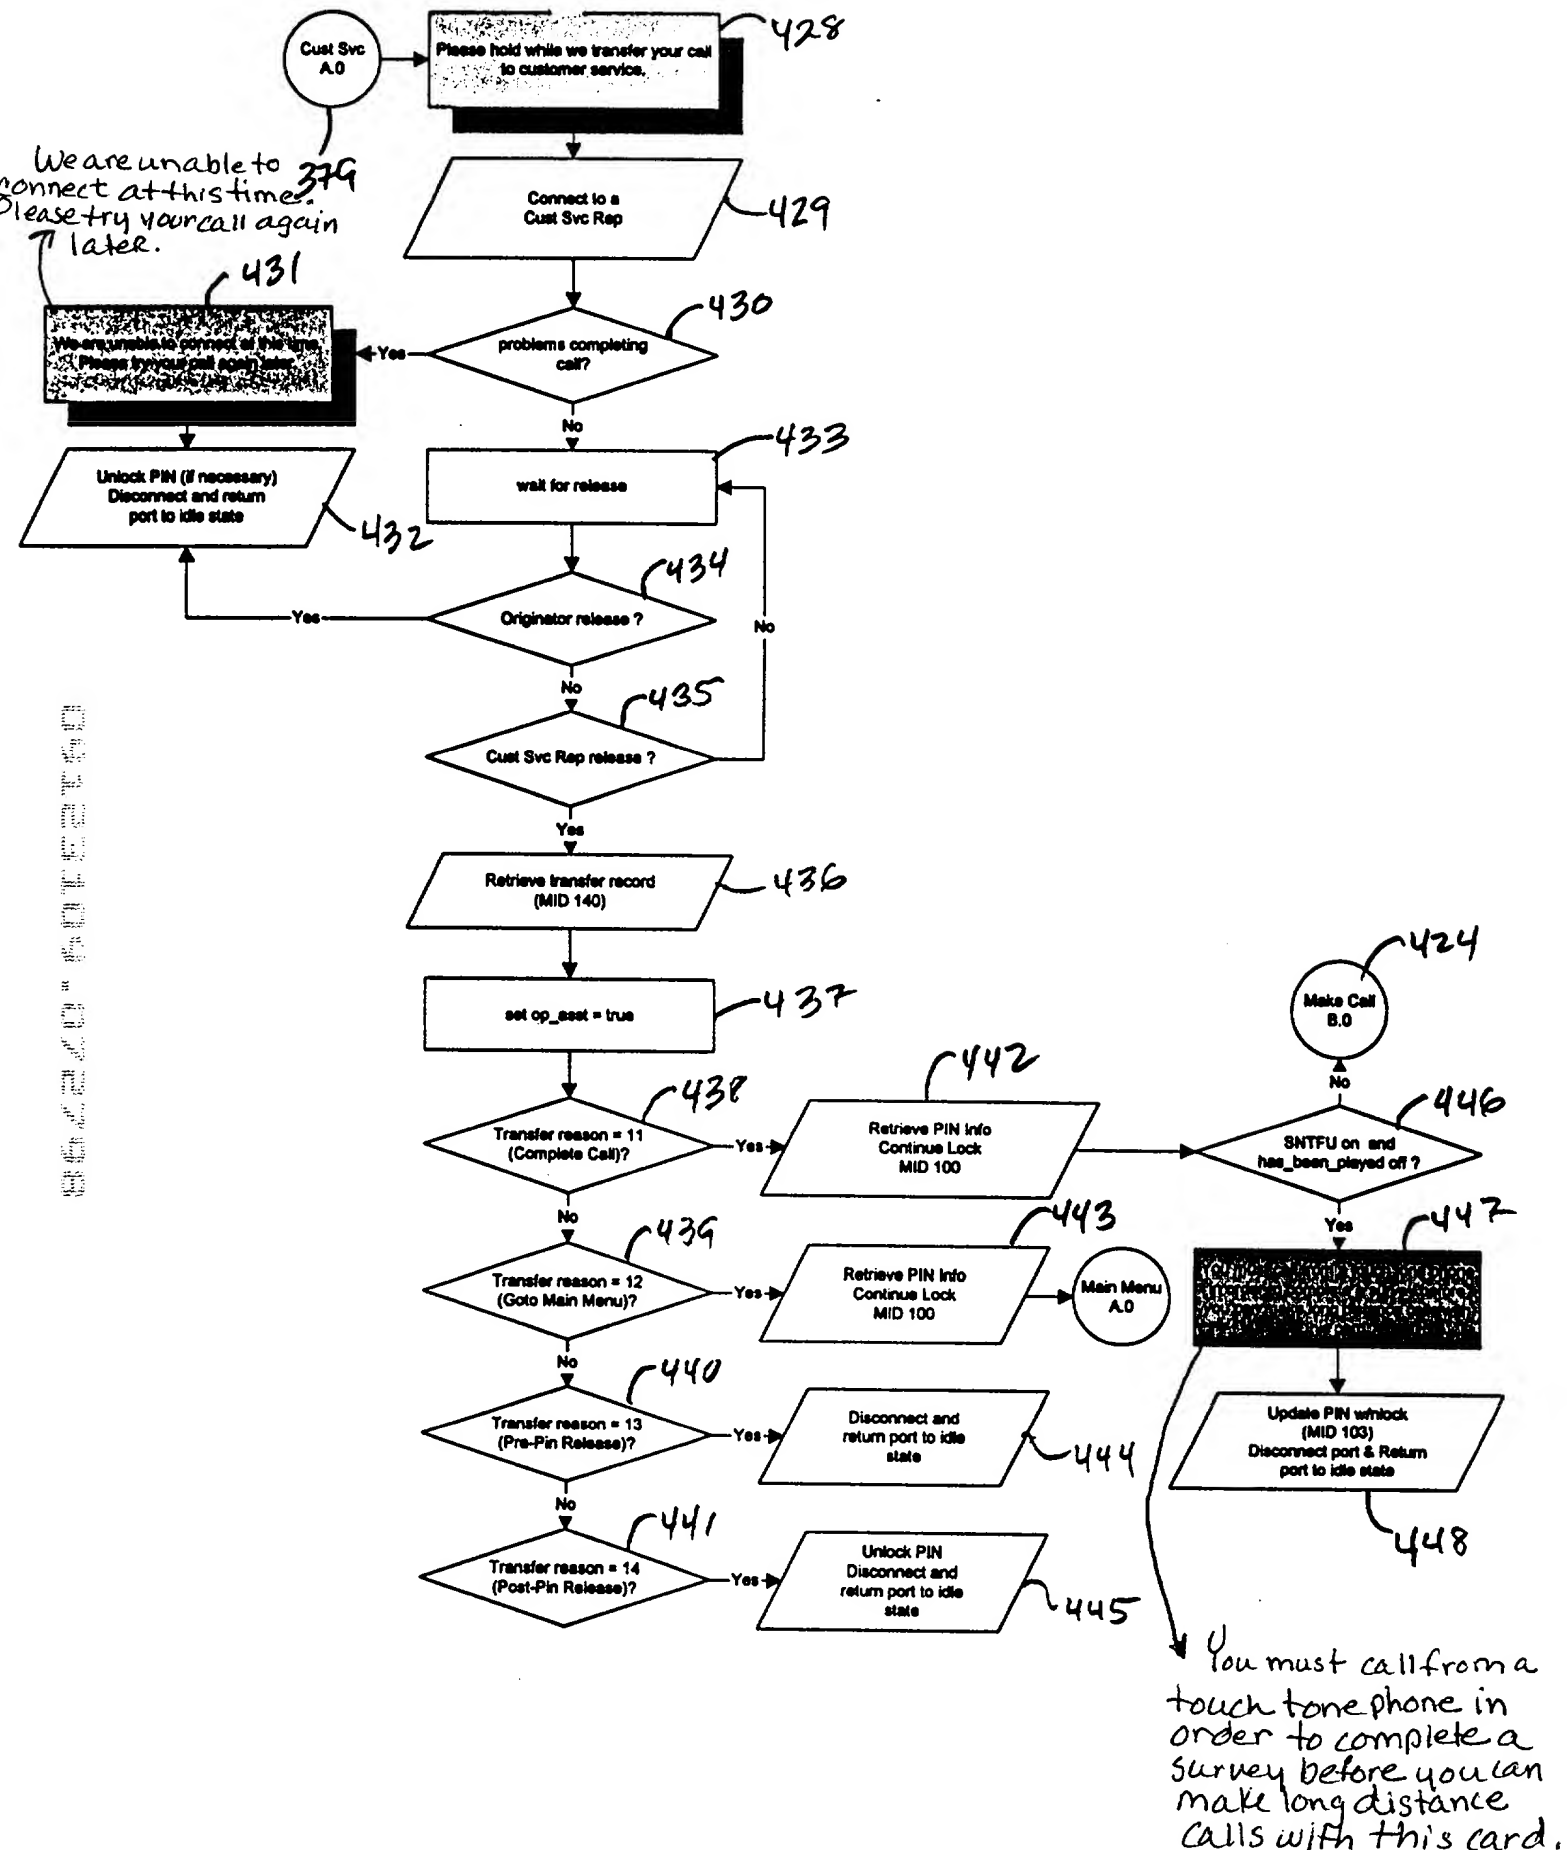 Cust Svc
A.0
Please hold while we transfer your call
to customer service.
428
379
We are unable to
connect at this time.
Please try your call again
later.
Connect to a
Cust Svc Rep
429
431
430
We are unable to connect at this time.
Please try your call again later.
Yes
problems completing
call?
No
433
Unlock PIN (if necessary)
Disconnect and return
port to idle state
432
wait for release
434
Yes
Originator release ?
No
No
435
Cust Svc Rep release ?
Yes
Retrieve transfer record
(MID 140)
436
set op_asst = true
437
424
Make Call
B.0
No
438
Transfer reason = 11
(Complete Call)?
Yes
442
Retrieve PIN Info
Continue Lock
MID 100
446
SNTFU on and
has_been_played off ?
Yes
No
439
Transfer reason = 12
(Goto Main Menu)?
Yes
443
Retrieve PIN Info
Continue Lock
MID 100
Main Menu
A.0
447
No
440
Transfer reason = 13
(Pre-Pin Release)?
Yes
Disconnect and
return port to idle
state
444
Update PIN w/nlock
(MID 103)
Disconnect port & Return
port to idle state
448
No
441
Transfer reason = 14
(Post-Pin Release)?
Yes
Unlock PIN
Disconnect and
return port to idle
state
445
You must call from a
touch tone phone in
order to complete a
survey before you can
make long distance
calls with this card.